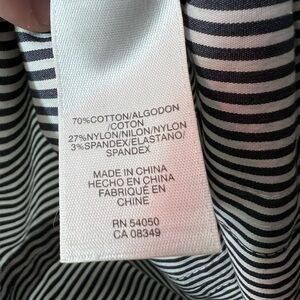 70%COTTON/ALGODON
/COTON
27%NYLON/NILON/NYLON
3%SPANDEX/ELASTANO/
SPANDEX
MADE IN CHINA
HECHO EN CHINA
FABRIQUÉ EN
CHINE
RN 54050
CA 08349